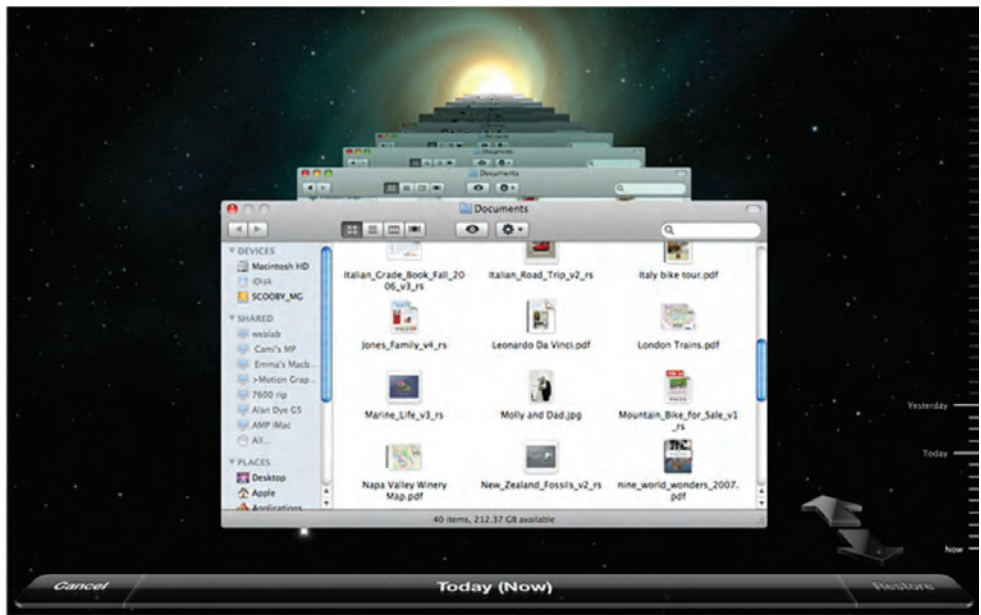 Documents
Documents
Documents
Documents
DEVICES
Macintosh HD
iDisk
SCOOBY_MG
SHARED
weblab
Cami's MP
Emma's Macb...
>Motion Grap...
7600 rip
Alan Dye G5
AMP iMac
All...
PLACES
Desktop
Apple
Applications
Italian_Grade_Book_Fall_20
06_v3_rs
Italian_Road_Trip_v2_rs
Italy bike tour.pdf
Jones_Family_v4_rs
Leonardo Da Vinci.pdf
London Trains.pdf
Marine_Life_v3_rs
Molly and Dad.jpg
Mountain_Bike_for_Sale_v1
_rs
Napa Valley Winery
Map.pdf
New_Zealand_Fossils_v2_rs
nine_world_wonders_2007.
pdf
40 items, 212.37 GB available
Yesterday
Today
Now
Cancel
Today (Now)
Restore